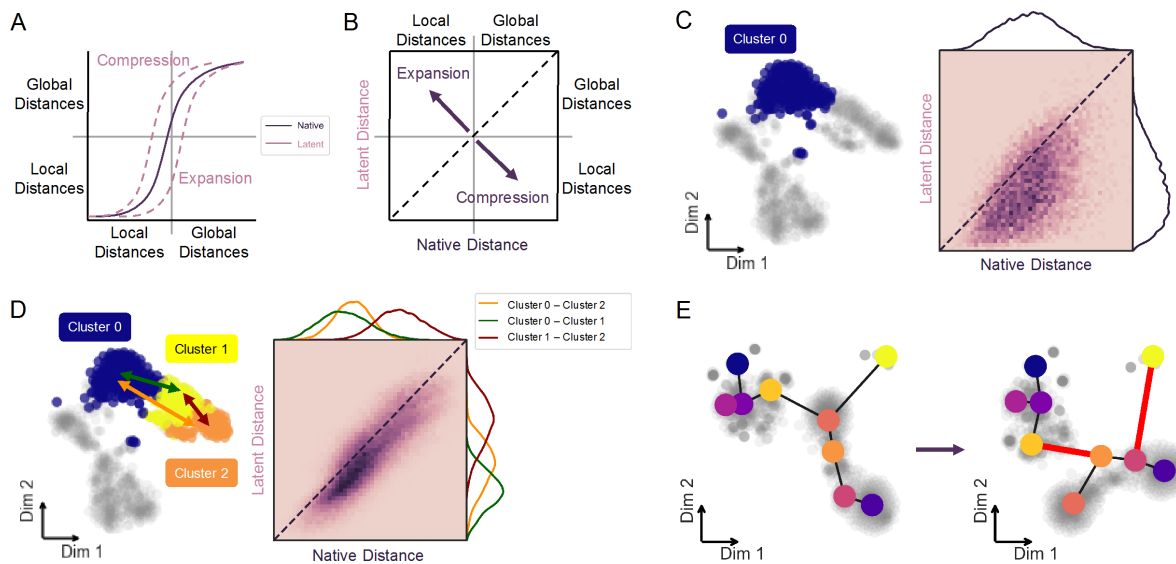 A
Compression
Global
Distances
Local
Distances
Native
Latent
Expansion
Local
Distances
Global
Distances
B
Local
Distances
Global
Distances
Expansion
Compression
Latent Distance
Global
Distances
Local
Distances
Native Distance
C
Cluster 0
Dim 2
Dim 1
Latent Distance
Native Distance
D
Cluster 0
Cluster 1
Cluster 2
Dim 2
Dim 1
Cluster 0 – Cluster 2
Cluster 0 – Cluster 1
Cluster 1 – Cluster 2
Latent Distance
Native Distance
E
Dim 2
Dim 1
Dim 2
Dim 1